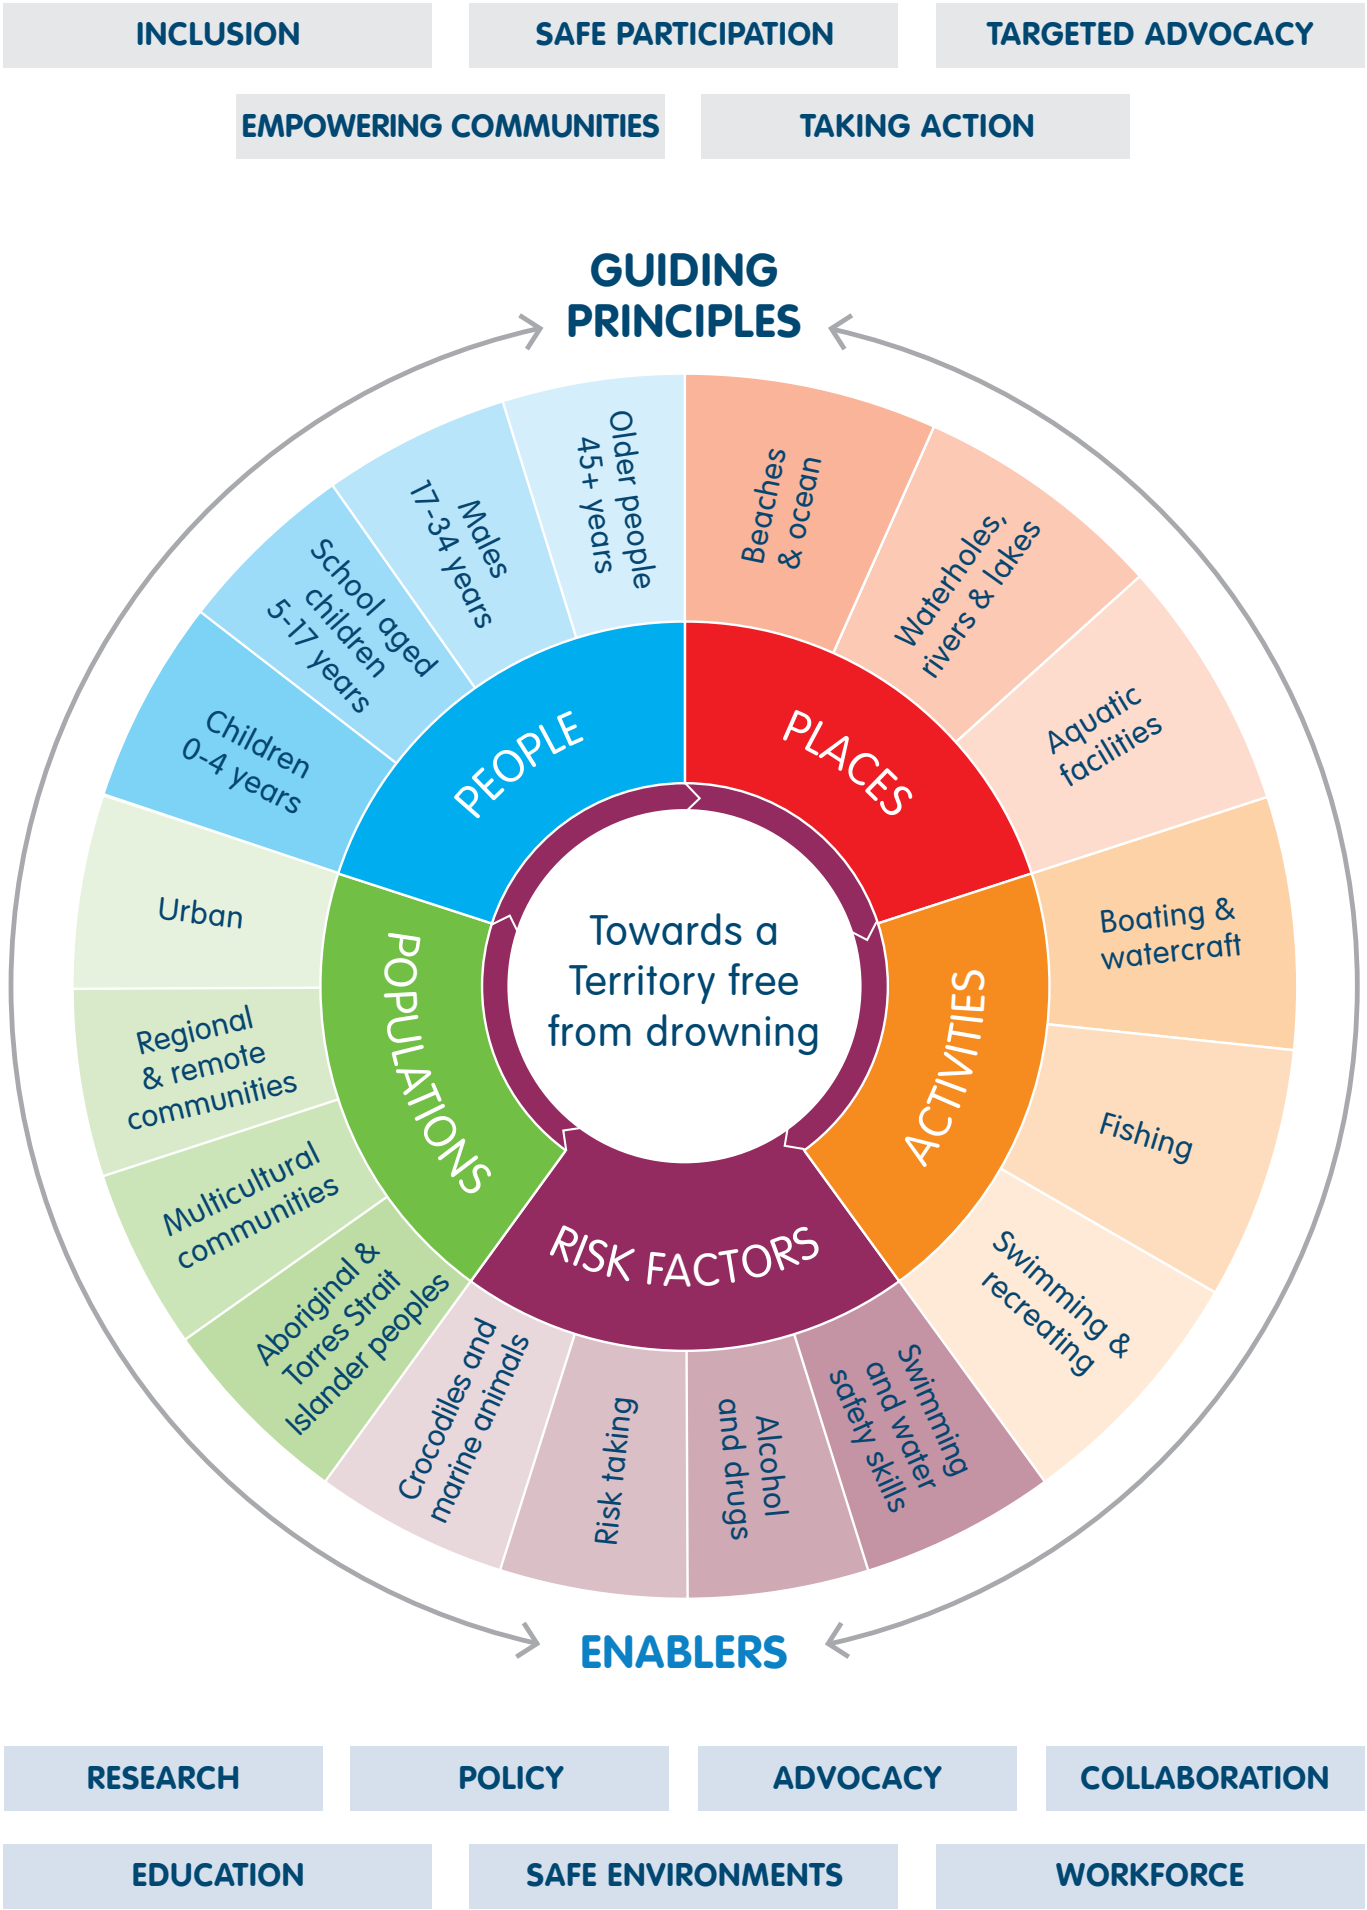 INCLUSION
SAFE PARTICIPATION
TARGETED ADVOCACY
EMPOWERING COMMUNITIES
TAKING ACTION
GUIDING
PRINCIPLES
PEOPLE
Children
0-4 years
School aged
children
5-17 years
Males
17-34 years
Older people
45+ years
PLACES
Beaches
& ocean
Waterholes,
rivers & lakes
Aquatic
facilities
ACTIVITIES
Boating &
watercraft
Fishing
Swimming &
recreating
RISK FACTORS
Swimming
and water
safety skills
Alcohol
and drugs
Risk taking
Crocodiles and
marine animals
POPULATIONS
Aboriginal &
Torres Strait
Islander peoples
Multicultural
communities
Regional
& remote
communities
Urban
Towards a
Territory free
from drowning
ENABLERS
RESEARCH
POLICY
ADVOCACY
COLLABORATION
EDUCATION
SAFE ENVIRONMENTS
WORKFORCE